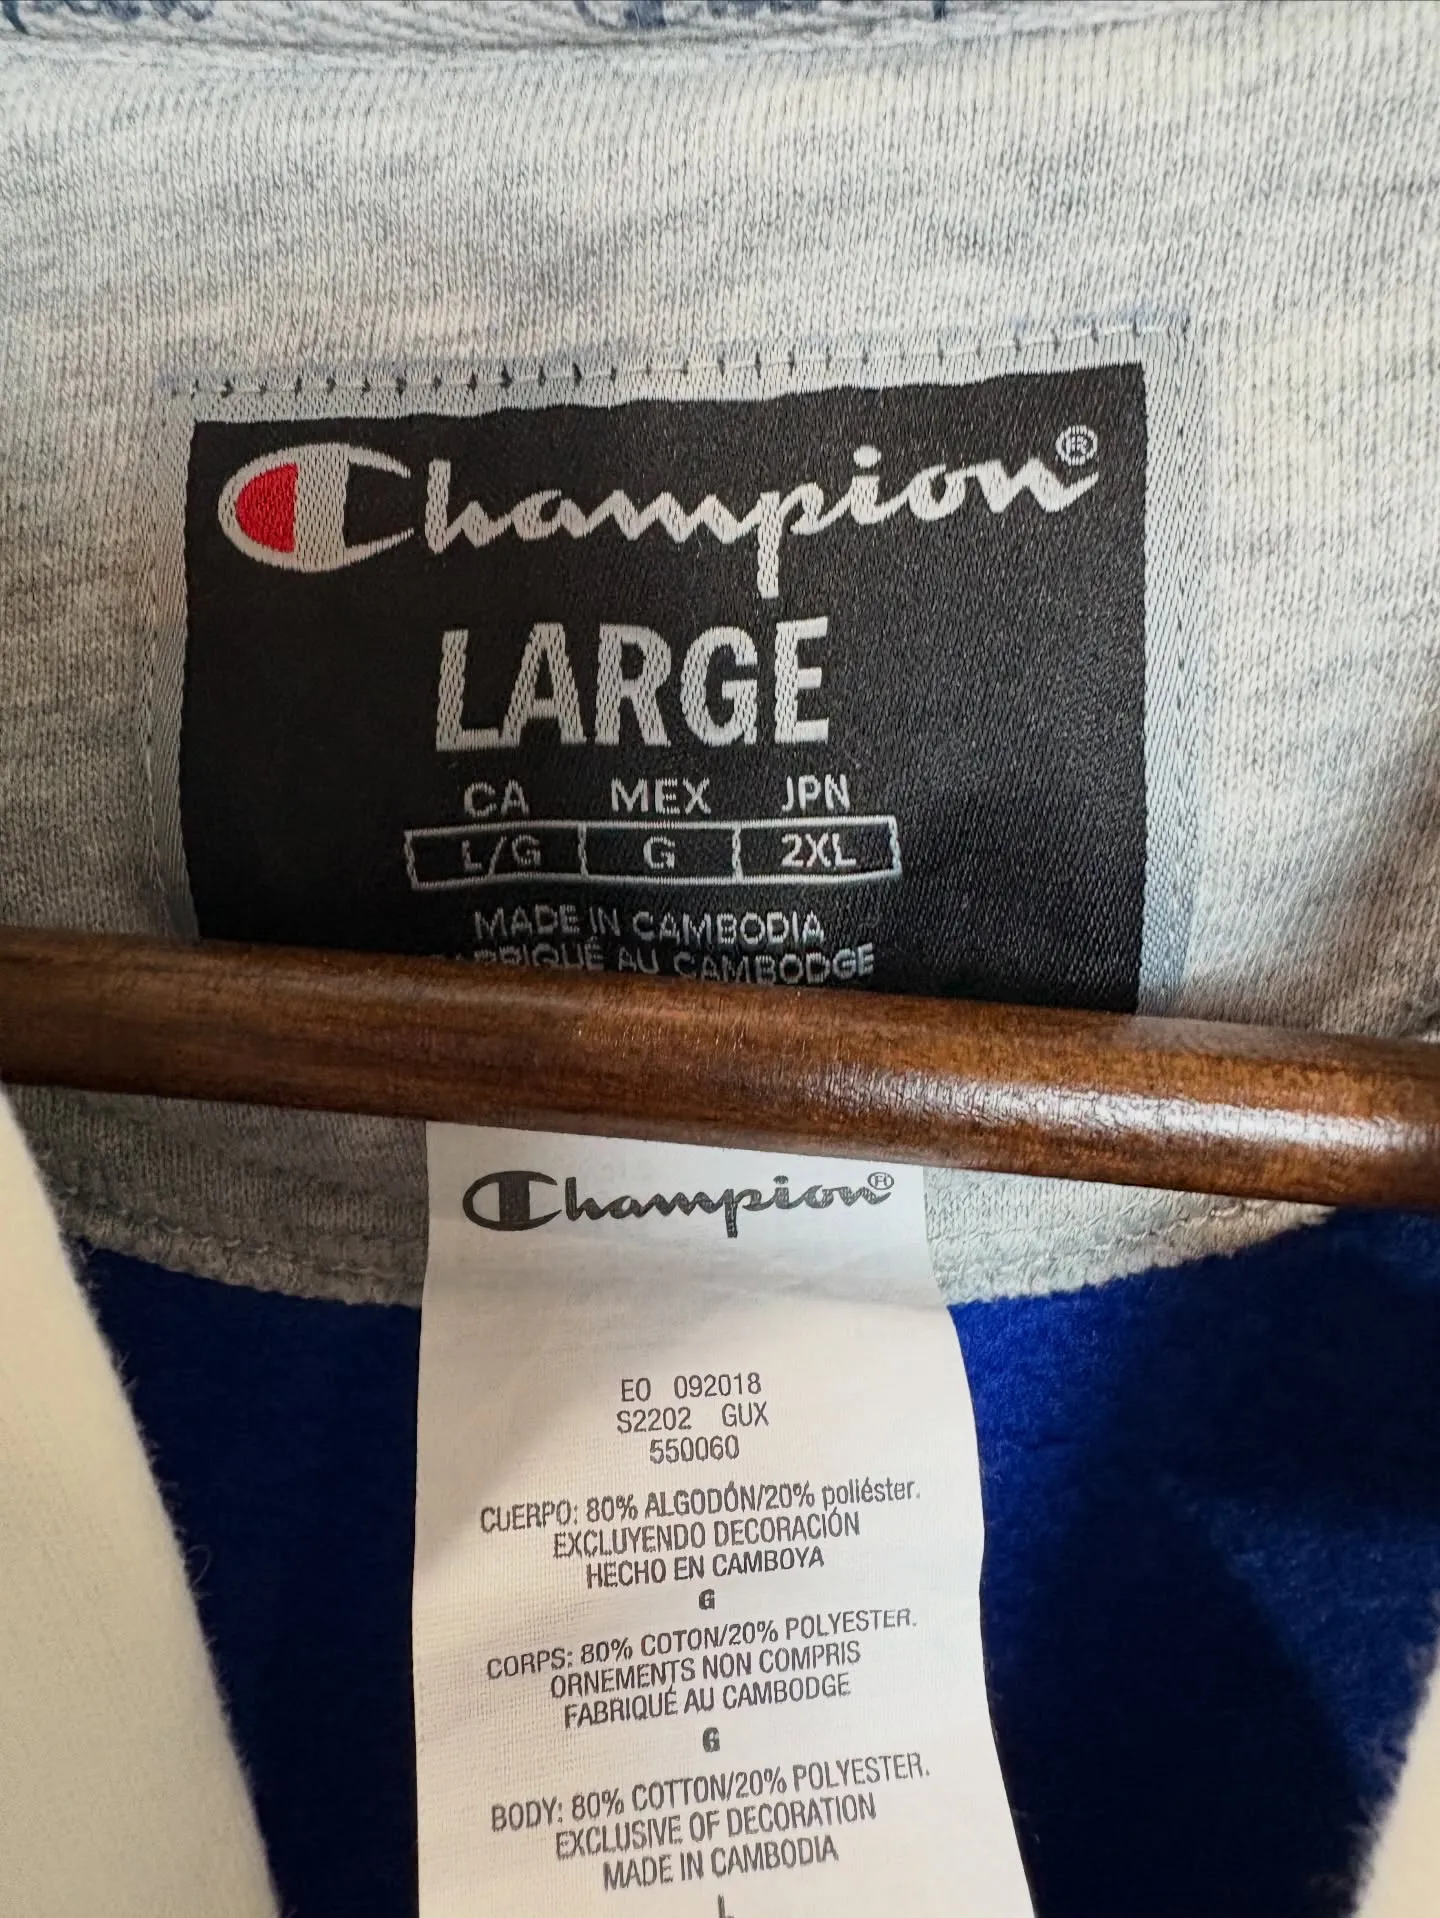 Champion®
LARGE
CA MEX JPN
L/G G 2XL
MADE IN CAMBODIA
FABRIQUÉ AU CAMBODGE
Champion®
EO 092018
S2202 GUX
550060
CUERPO: 80% ALGODÓN/20% poliéster.
EXCLUYENDO DECORACIÓN
HECHO EN CAMBOYA
G
CORPS: 80% COTON/20% POLYESTER.
ORNEMENTS NON COMPRIS
FABRIQUÉ AU CAMBODGE
G
BODY: 80% COTTON/20% POLYESTER.
EXCLUSIVE OF DECORATION
MADE IN CAMBODIA
L